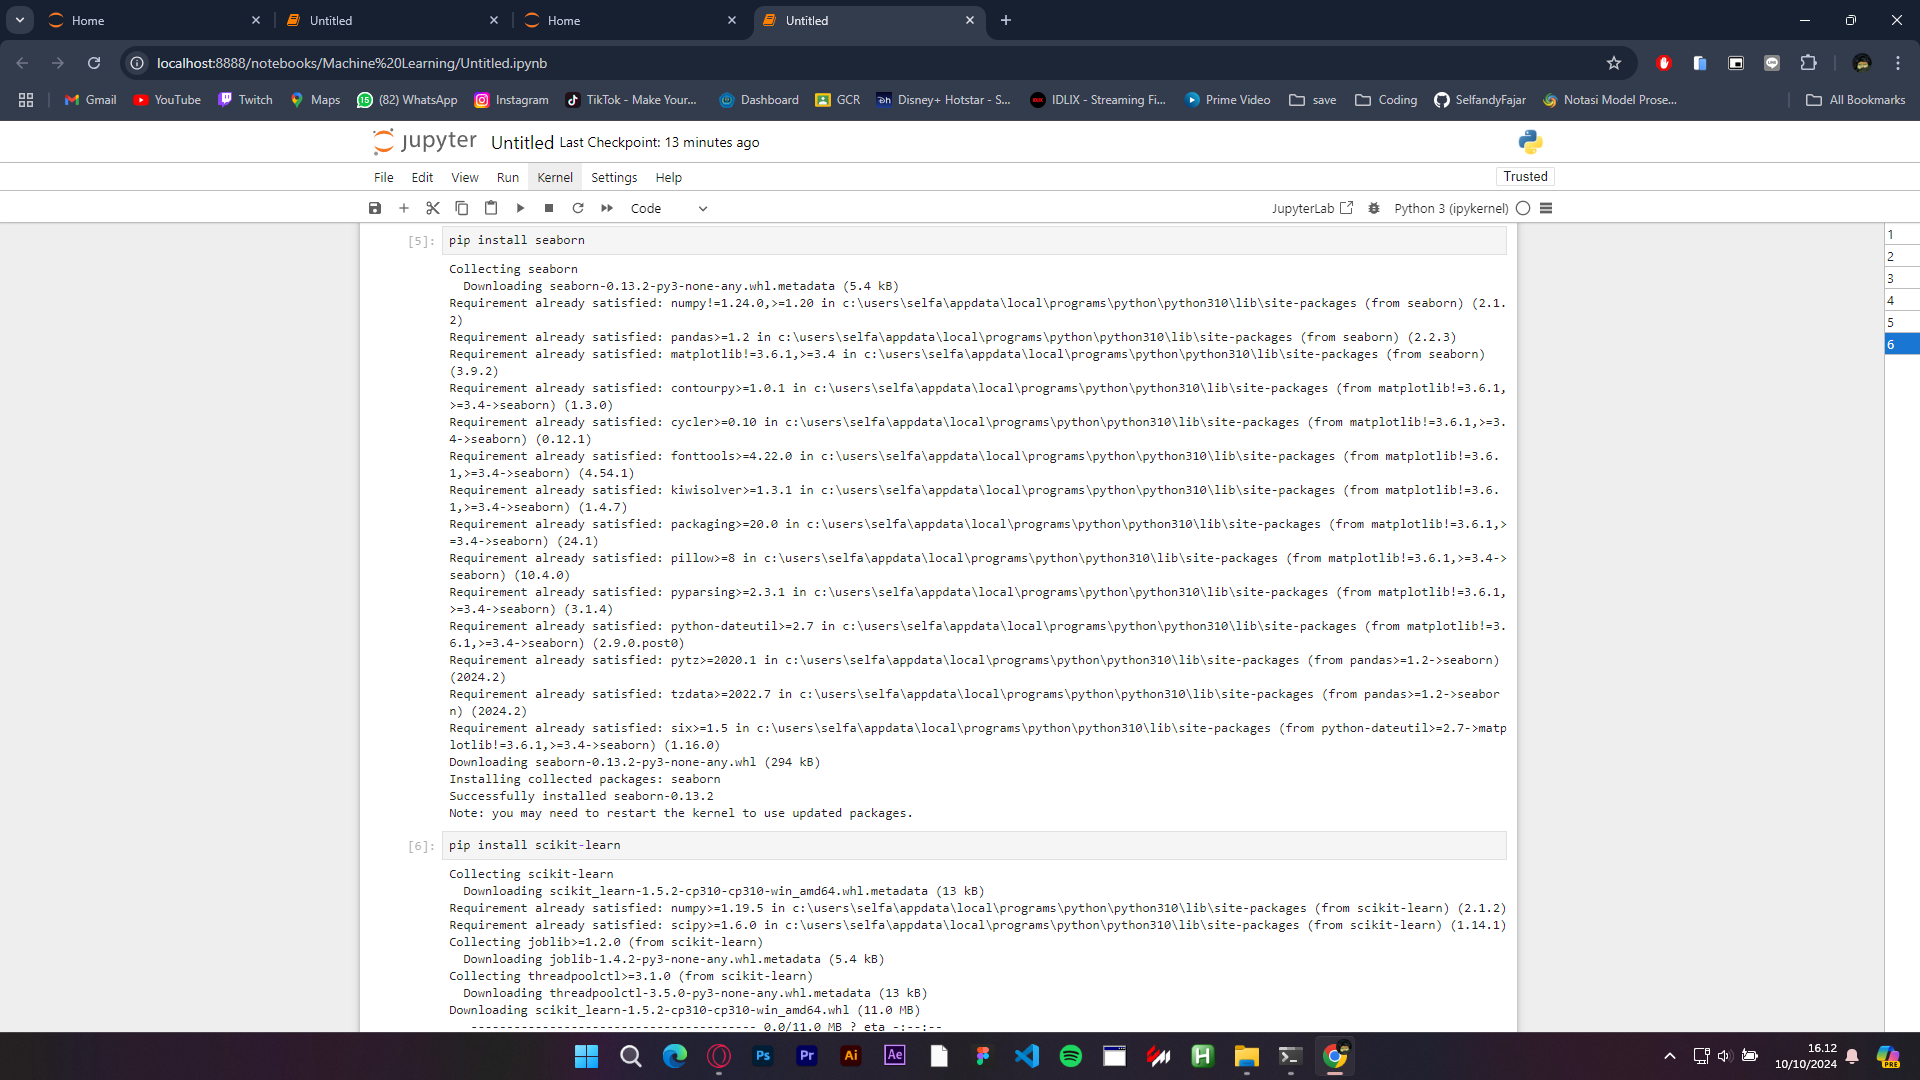 Home
Untitled
Home
Untitled
localhost:8888/notebooks/Machine%20Learning/Untitled.ipynb
Gmail
YouTube
Twitch
Maps
(82) WhatsApp
Instagram
TikTok - Make Your...
Dashboard
GCR
Disney+ Hotstar - S...
IDLIX - Streaming Fi...
Prime Video
save
Coding
SelfandyFajar
Notasi Model Prose...
All Bookmarks
jupyter Untitled Last Checkpoint: 13 minutes ago
File Edit View Run Kernel Settings Help
Trusted
Code
JupyterLab
Python 3 (ipykernel)
[5]: pip install seaborn
Collecting seaborn
Downloading seaborn-0.13.2-py3-none-any.whl.metadata (5.4 kB)
Requirement already satisfied: numpy!=1.24.0,>=1.20 in c:\users\selfa\appdata\local\programs\python\python310\lib\site-packages (from seaborn) (2.1.
2)
Requirement already satisfied: pandas>=1.2 in c:\users\selfa\appdata\local\programs\python\python310\lib\site-packages (from seaborn) (2.2.3)
Requirement already satisfied: matplotlib!=3.6.1,>=3.4 in c:\users\selfa\appdata\local\programs\python\python310\lib\site-packages (from seaborn)
(3.9.2)
Requirement already satisfied: contourpy>=1.0.1 in c:\users\selfa\appdata\local\programs\python\python310\lib\site-packages (from matplotlib!=3.6.1,
>=3.4->seaborn) (1.3.0)
Requirement already satisfied: cycler>=0.10 in c:\users\selfa\appdata\local\programs\python\python310\lib\site-packages (from matplotlib!=3.6.1,>=3.
4->seaborn) (0.12.1)
Requirement already satisfied: fonttools>=4.22.0 in c:\users\selfa\appdata\local\programs\python\python310\lib\site-packages (from matplotlib!=3.6.
1,>=3.4->seaborn) (4.54.1)
Requirement already satisfied: kiwisolver>=1.3.1 in c:\users\selfa\appdata\local\programs\python\python310\lib\site-packages (from matplotlib!=3.6.
1,>=3.4->seaborn) (1.4.7)
Requirement already satisfied: packaging>=20.0 in c:\users\selfa\appdata\local\programs\python\python310\lib\site-packages (from matplotlib!=3.6.1,>
=3.4->seaborn) (24.1)
Requirement already satisfied: pillow>=8 in c:\users\selfa\appdata\local\programs\python\python310\lib\site-packages (from matplotlib!=3.6.1,>=3.4->
seaborn) (10.4.0)
Requirement already satisfied: pyparsing>=2.3.1 in c:\users\selfa\appdata\local\programs\python\python310\lib\site-packages (from matplotlib!=3.6.1,
>=3.4->seaborn) (3.1.4)
Requirement already satisfied: python-dateutil>=2.7 in c:\users\selfa\appdata\local\programs\python\python310\lib\site-packages (from matplotlib!=3.
6.1,>=3.4->seaborn) (2.9.0.post0)
Requirement already satisfied: pytz>=2020.1 in c:\users\selfa\appdata\local\programs\python\python310\lib\site-packages (from pandas>=1.2->seaborn)
(2024.2)
Requirement already satisfied: tzdata>=2022.7 in c:\users\selfa\appdata\local\programs\python\python310\lib\site-packages (from pandas>=1.2->seabor
n) (2024.2)
Requirement already satisfied: six>=1.5 in c:\users\selfa\appdata\local\programs\python\python310\lib\site-packages (from python-dateutil>=2.7->matp
lotlib!=3.6.1,>=3.4->seaborn) (1.16.0)
Downloading seaborn-0.13.2-py3-none-any.whl (294 kB)
Installing collected packages: seaborn
Successfully installed seaborn-0.13.2
Note: you may need to restart the kernel to use updated packages.
[6]: pip install scikit-learn
Collecting scikit-learn
Downloading scikit_learn-1.5.2-cp310-cp310-win_amd64.whl.metadata (13 kB)
Requirement already satisfied: numpy>=1.19.5 in c:\users\selfa\appdata\local\programs\python\python310\lib\site-packages (from scikit-learn) (2.1.2)
Requirement already satisfied: scipy>=1.6.0 in c:\users\selfa\appdata\local\programs\python\python310\lib\site-packages (from scikit-learn) (1.14.1)
Collecting joblib>=1.2.0 (from scikit-learn)
Downloading joblib-1.4.2-py3-none-any.whl.metadata (5.4 kB)
Collecting threadpoolctl>=3.1.0 (from scikit-learn)
Downloading threadpoolctl-3.5.0-py3-none-any.whl.metadata (13 kB)
Downloading scikit_learn-1.5.2-cp310-cp310-win_amd64.whl (11.0 MB)
---------------------------------------- 0.0/11.0 MB ? eta -:--:--
1
2
3
4
5
6
Ps
Pr
Ai
Ae
H
16.12
10/10/2024
PRE